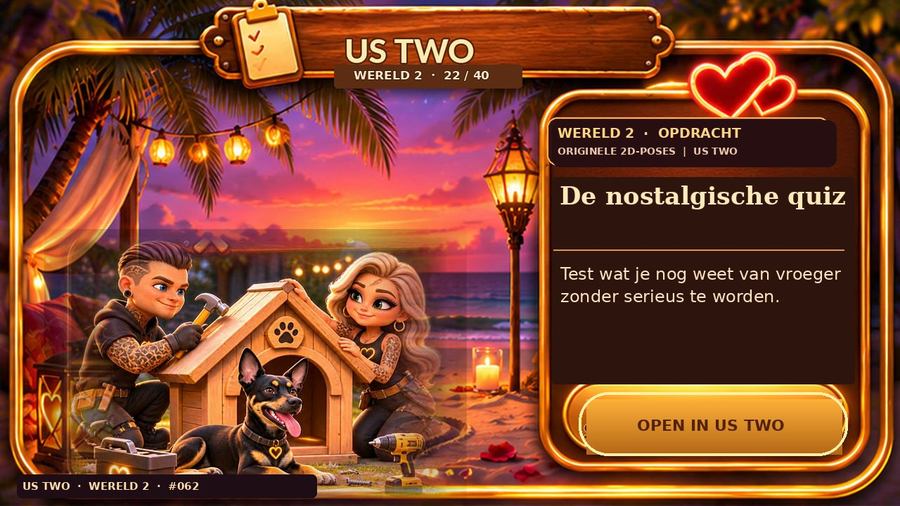 US TWO
WERELD 2 · 22 / 40
WERELD 2 · OPDRACHT
ORIGINELE 2D-POSES | US TWO
De nostalgische quiz
Test wat je nog weet van vroeger
zonder serieus te worden.
OPEN IN US TWO
US TWO · WERELD 2 · #062